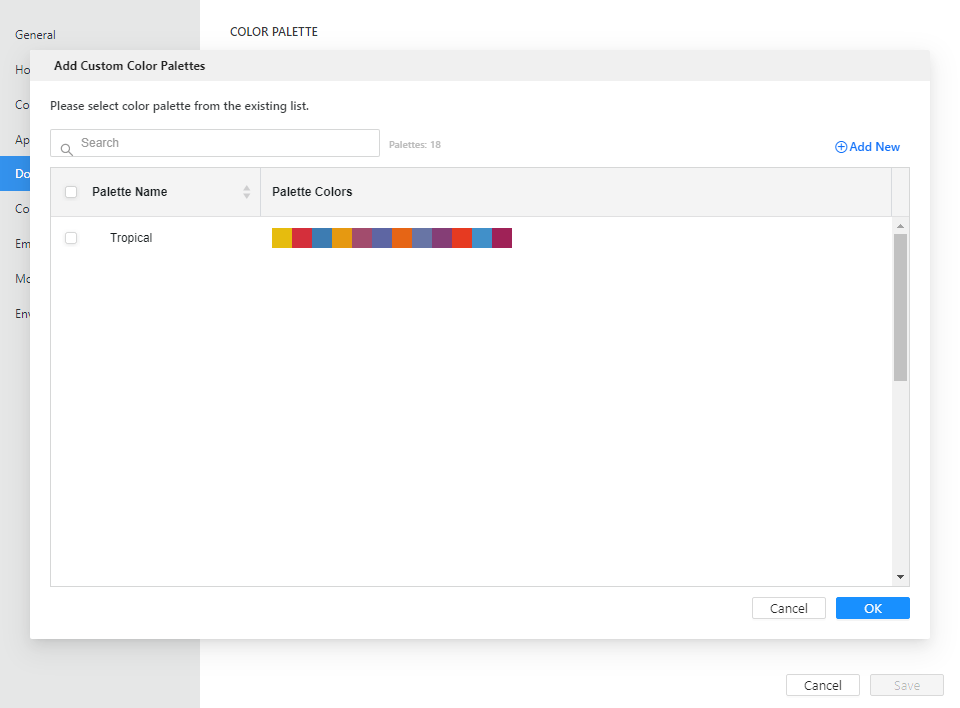 General
COLOR PALETTE
Ho
Add Custom Color Palettes
Co
Please select color palette from the existing list.
Ap
Search
Palettes: 18
Add New
Do
Palette Name
Palette Colors
Co
Em
Tropical
Mo
Env
Cancel
OK
Cancel
Save